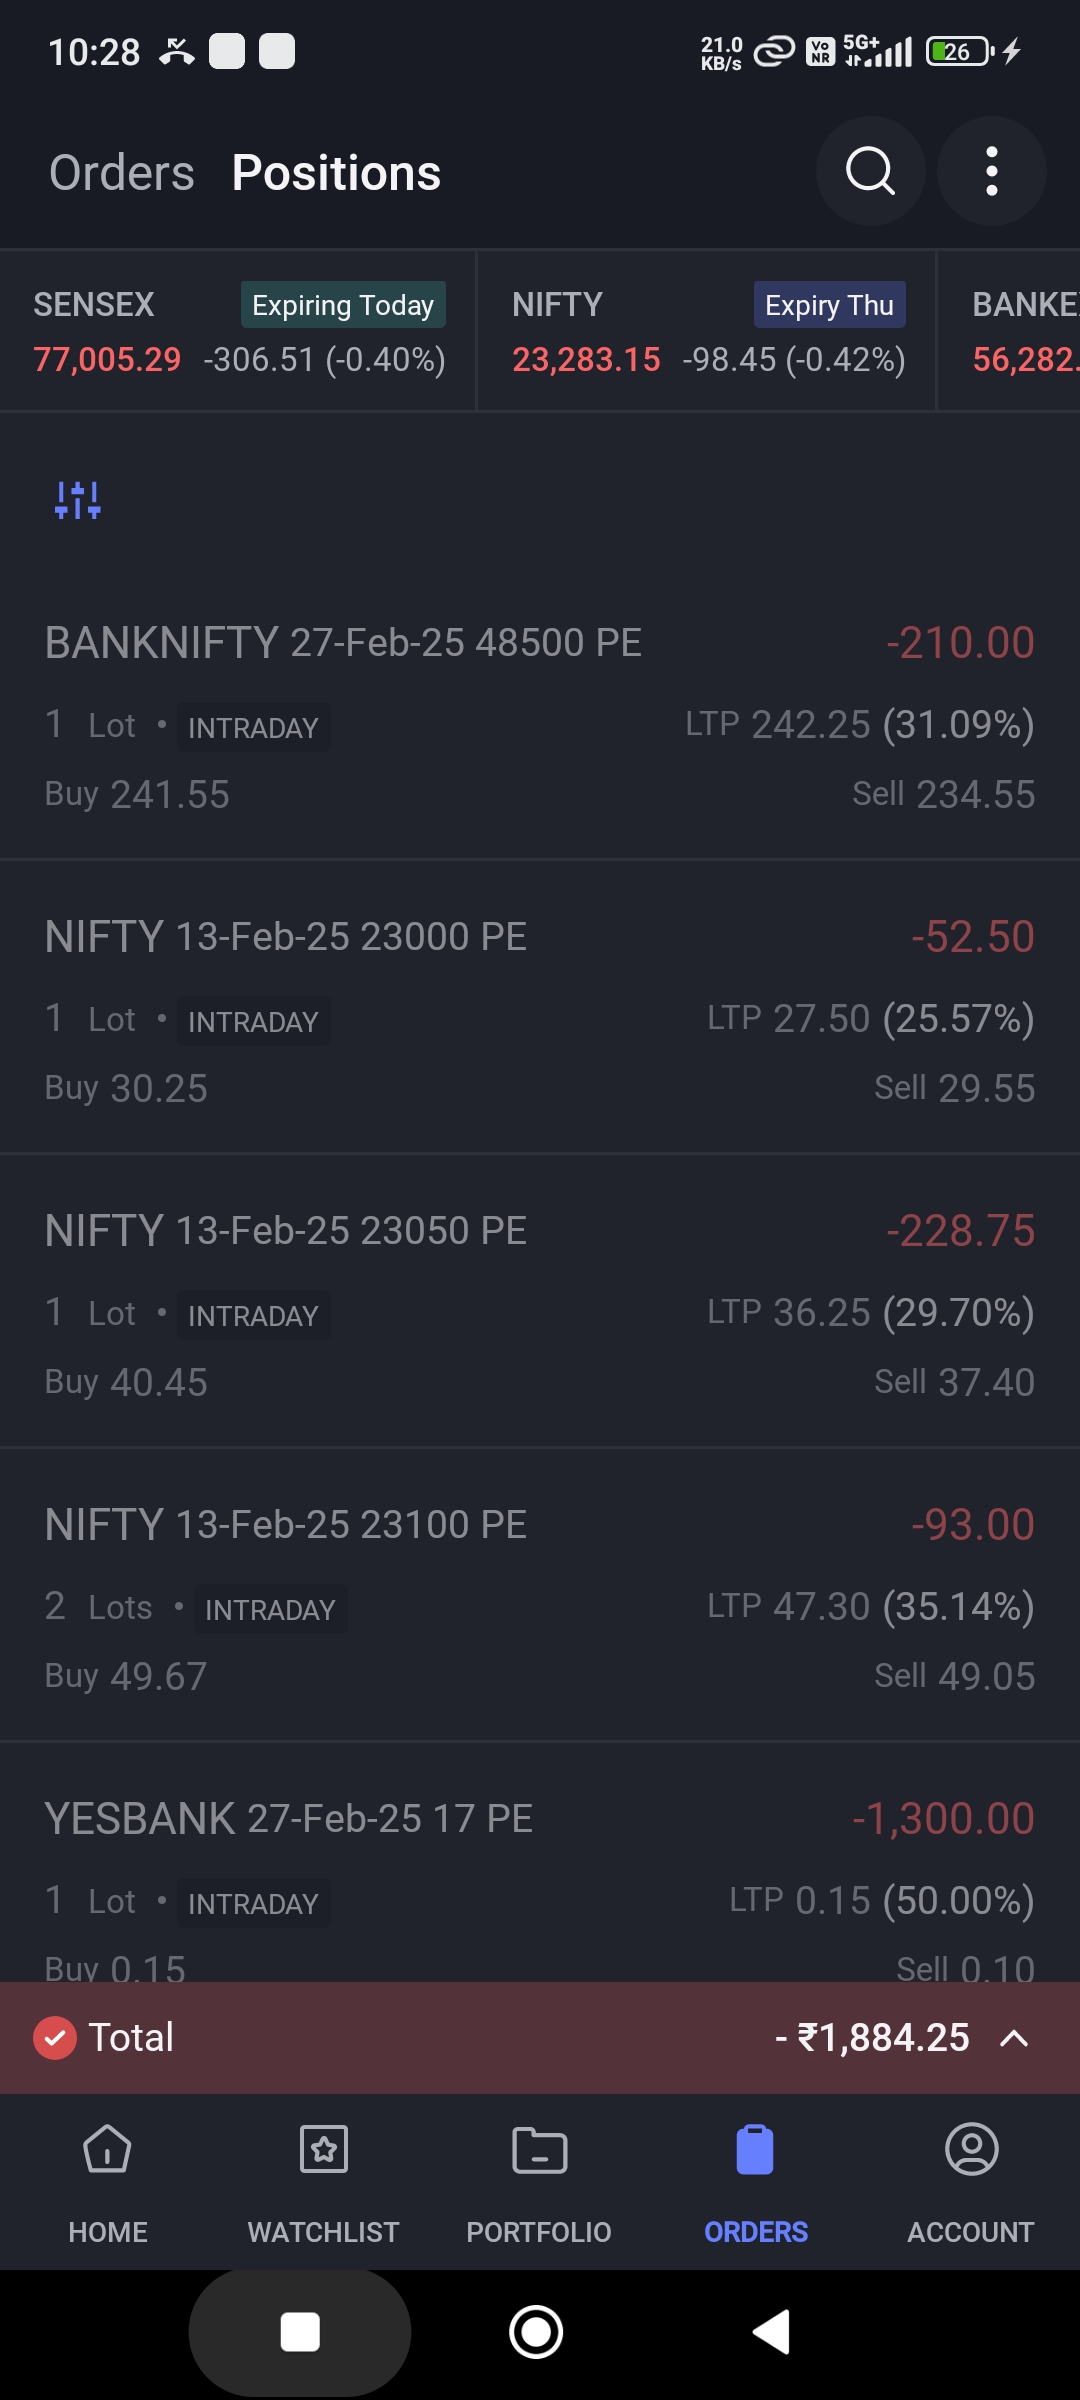 10:28 21.0 KB/s Vo NR 5G+ 26
Orders Positions
SENSEX Expiring Today NIFTY Expiry Thu BANKEX
77,005.29 -306.51 (-0.40%) 23,283.15 -98.45 (-0.42%) 56,282.
BANKNIFTY 27-Feb-25 48500 PE -210.00
1 Lot • INTRADAY LTP 242.25 (31.09%)
Buy 241.55 Sell 234.55
NIFTY 13-Feb-25 23000 PE -52.50
1 Lot • INTRADAY LTP 27.50 (25.57%)
Buy 30.25 Sell 29.55
NIFTY 13-Feb-25 23050 PE -228.75
1 Lot • INTRADAY LTP 36.25 (29.70%)
Buy 40.45 Sell 37.40
NIFTY 13-Feb-25 23100 PE -93.00
2 Lots • INTRADAY LTP 47.30 (35.14%)
Buy 49.67 Sell 49.05
YESBANK 27-Feb-25 17 PE -1,300.00
1 Lot • INTRADAY LTP 0.15 (50.00%)
Buy 0.15 Sell 0.10
Total - ₹1,884.25
HOME WATCHLIST PORTFOLIO ORDERS ACCOUNT